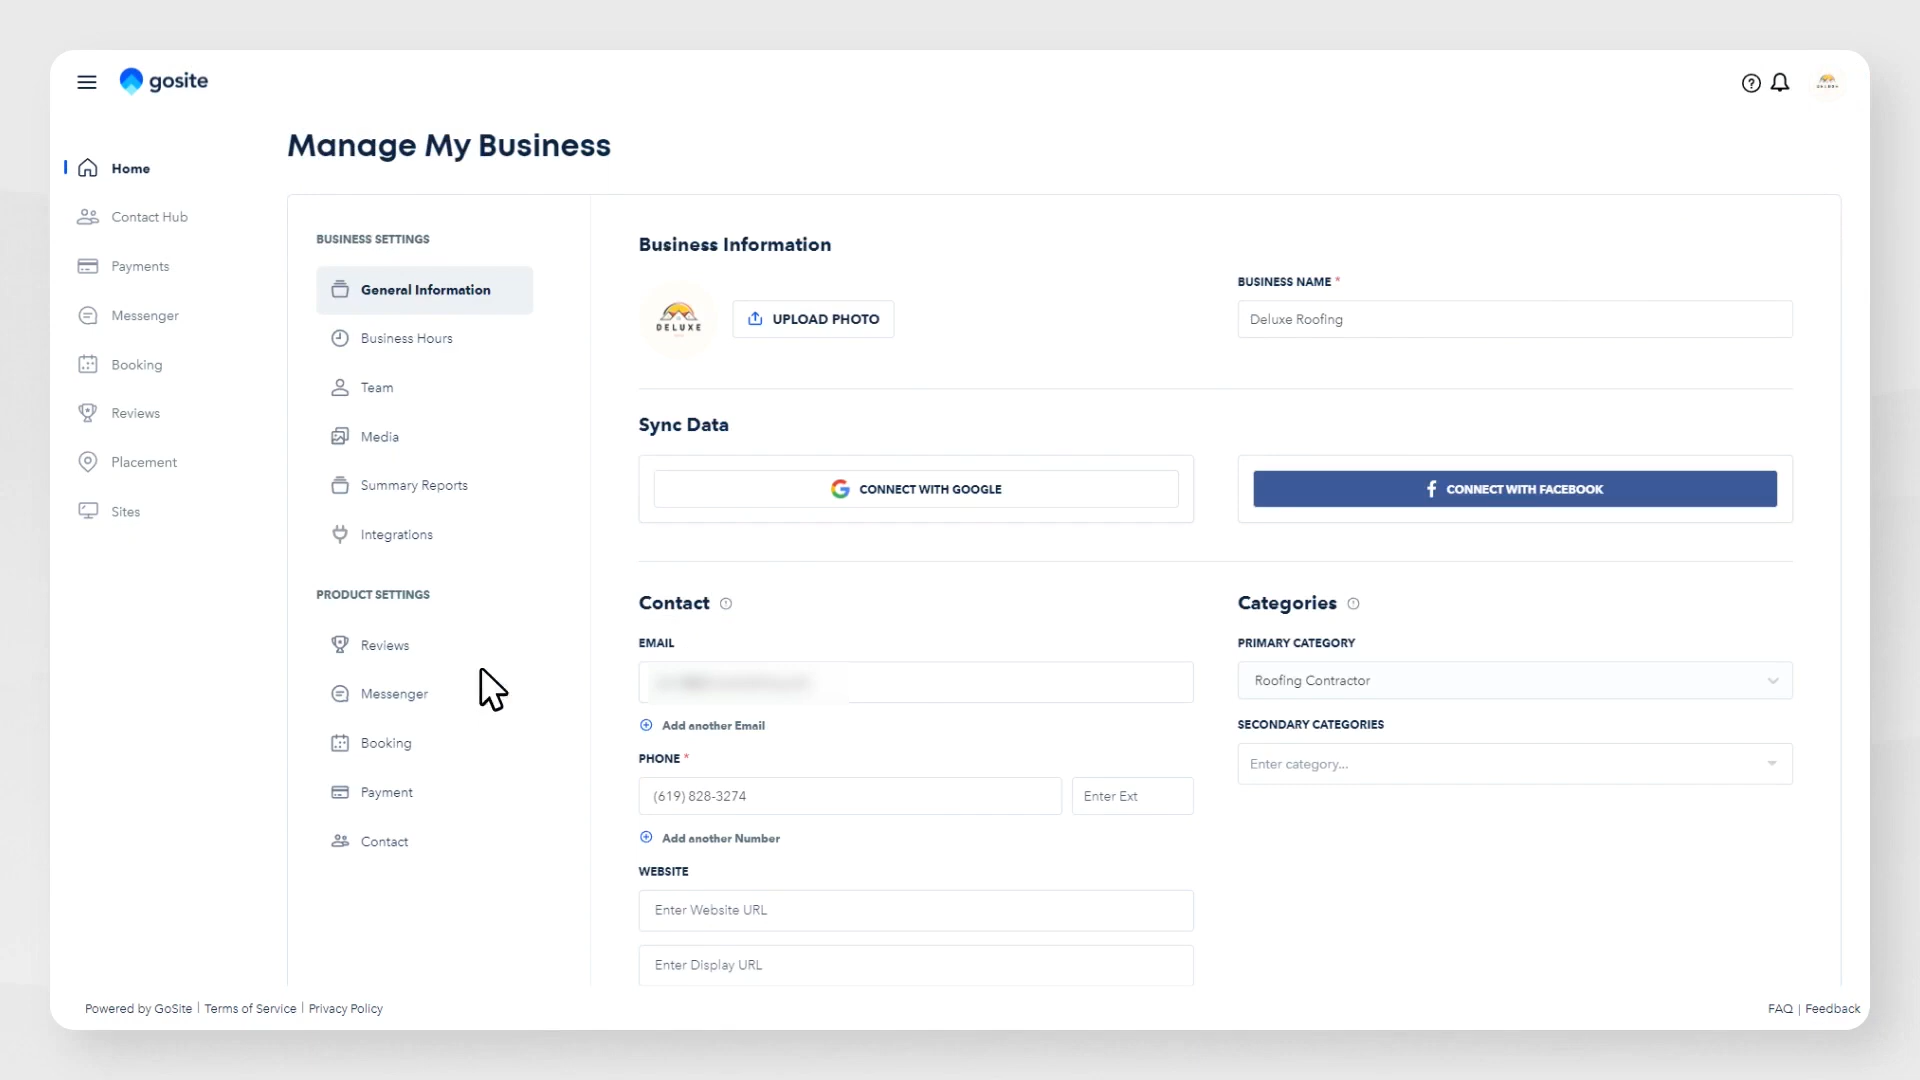 gosite
Manage My Business
Home
Contact Hub
Payments
Messenger
Booking
Reviews
Placement
Sites
BUSINESS SETTINGS
General Information
Business Hours
Team
Media
Summary Reports
Integrations
PRODUCT SETTINGS
Reviews
Messenger
Booking
Payment
Contact
Business Information
DELUXE
UPLOAD PHOTO
BUSINESS NAME *
Deluxe Roofing
Sync Data
CONNECT WITH GOOGLE
CONNECT WITH FACEBOOK
Contact
EMAIL
Add another Email
PHONE *
(619) 828-3274
Enter Ext
Add another Number
WEBSITE
Enter Website URL
Enter Display URL
Categories
PRIMARY CATEGORY
Roofing Contractor
SECONDARY CATEGORIES
Enter category...
Powered by GoSite | Terms of Service | Privacy Policy
FAQ | Feedback